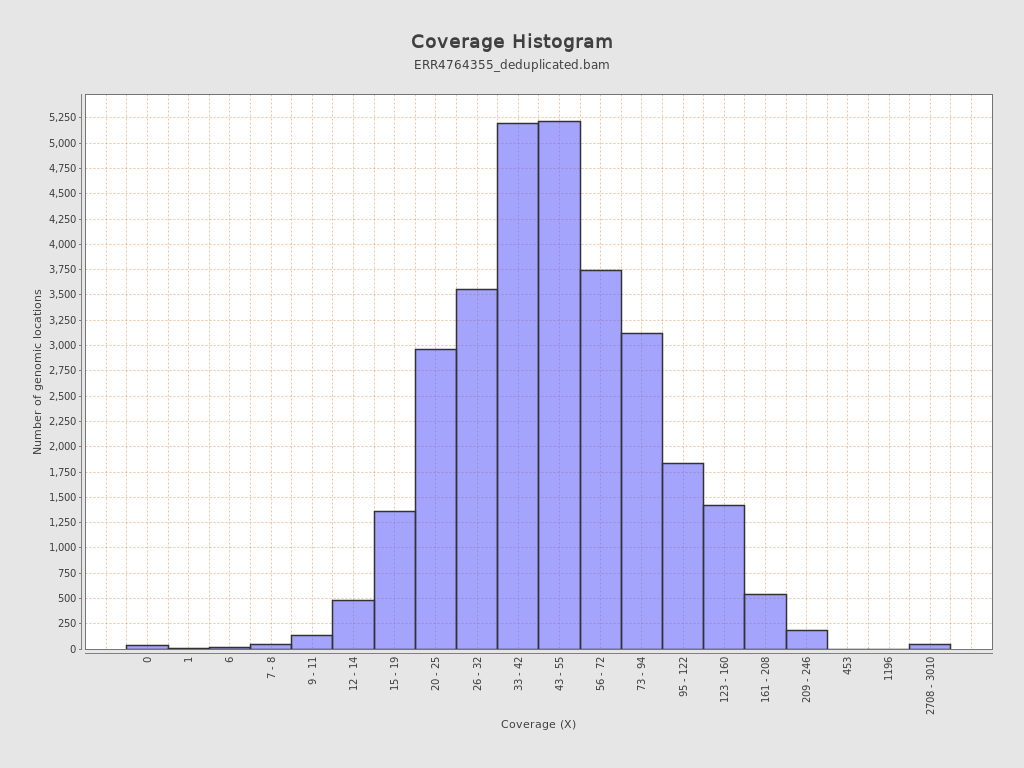 Coverage Histogram
ERR4764355_deduplicated.bam
Number of genomic locations
5,250
5,000
4,750
4,500
4,250
4,000
3,750
3,500
3,250
3,000
2,750
2,500
2,250
2,000
1,750
1,500
1,250
1,000
750
500
250
0
0
1
6
7 - 8
9 - 11
12 - 14
15 - 19
20 - 25
26 - 32
33 - 42
43 - 55
56 - 72
73 - 94
95 - 122
123 - 160
161 - 208
209 - 246
453
1196
2708 - 3010
Coverage (X)